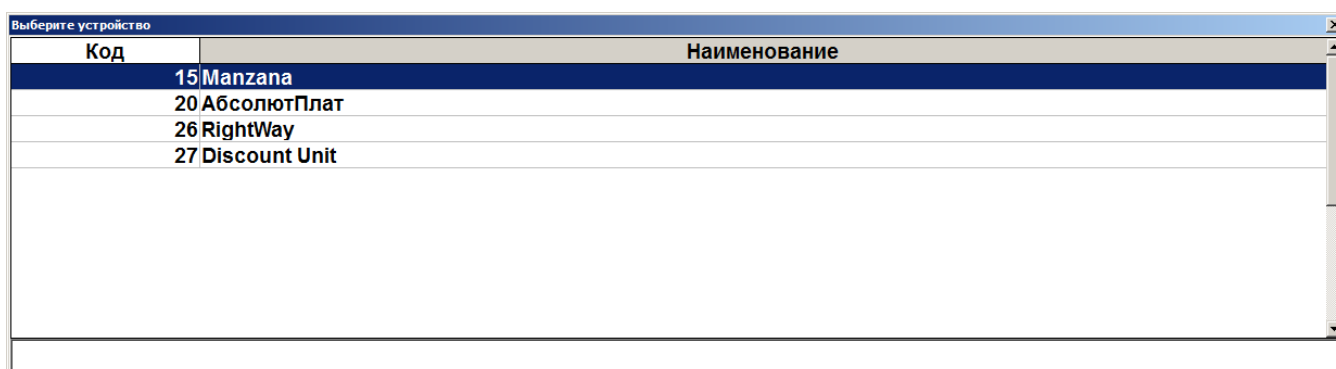 Выберите устройство
Код Наименование
15 Manzana
20 АбсолютПлат
26 RightWay
27 Discount Unit